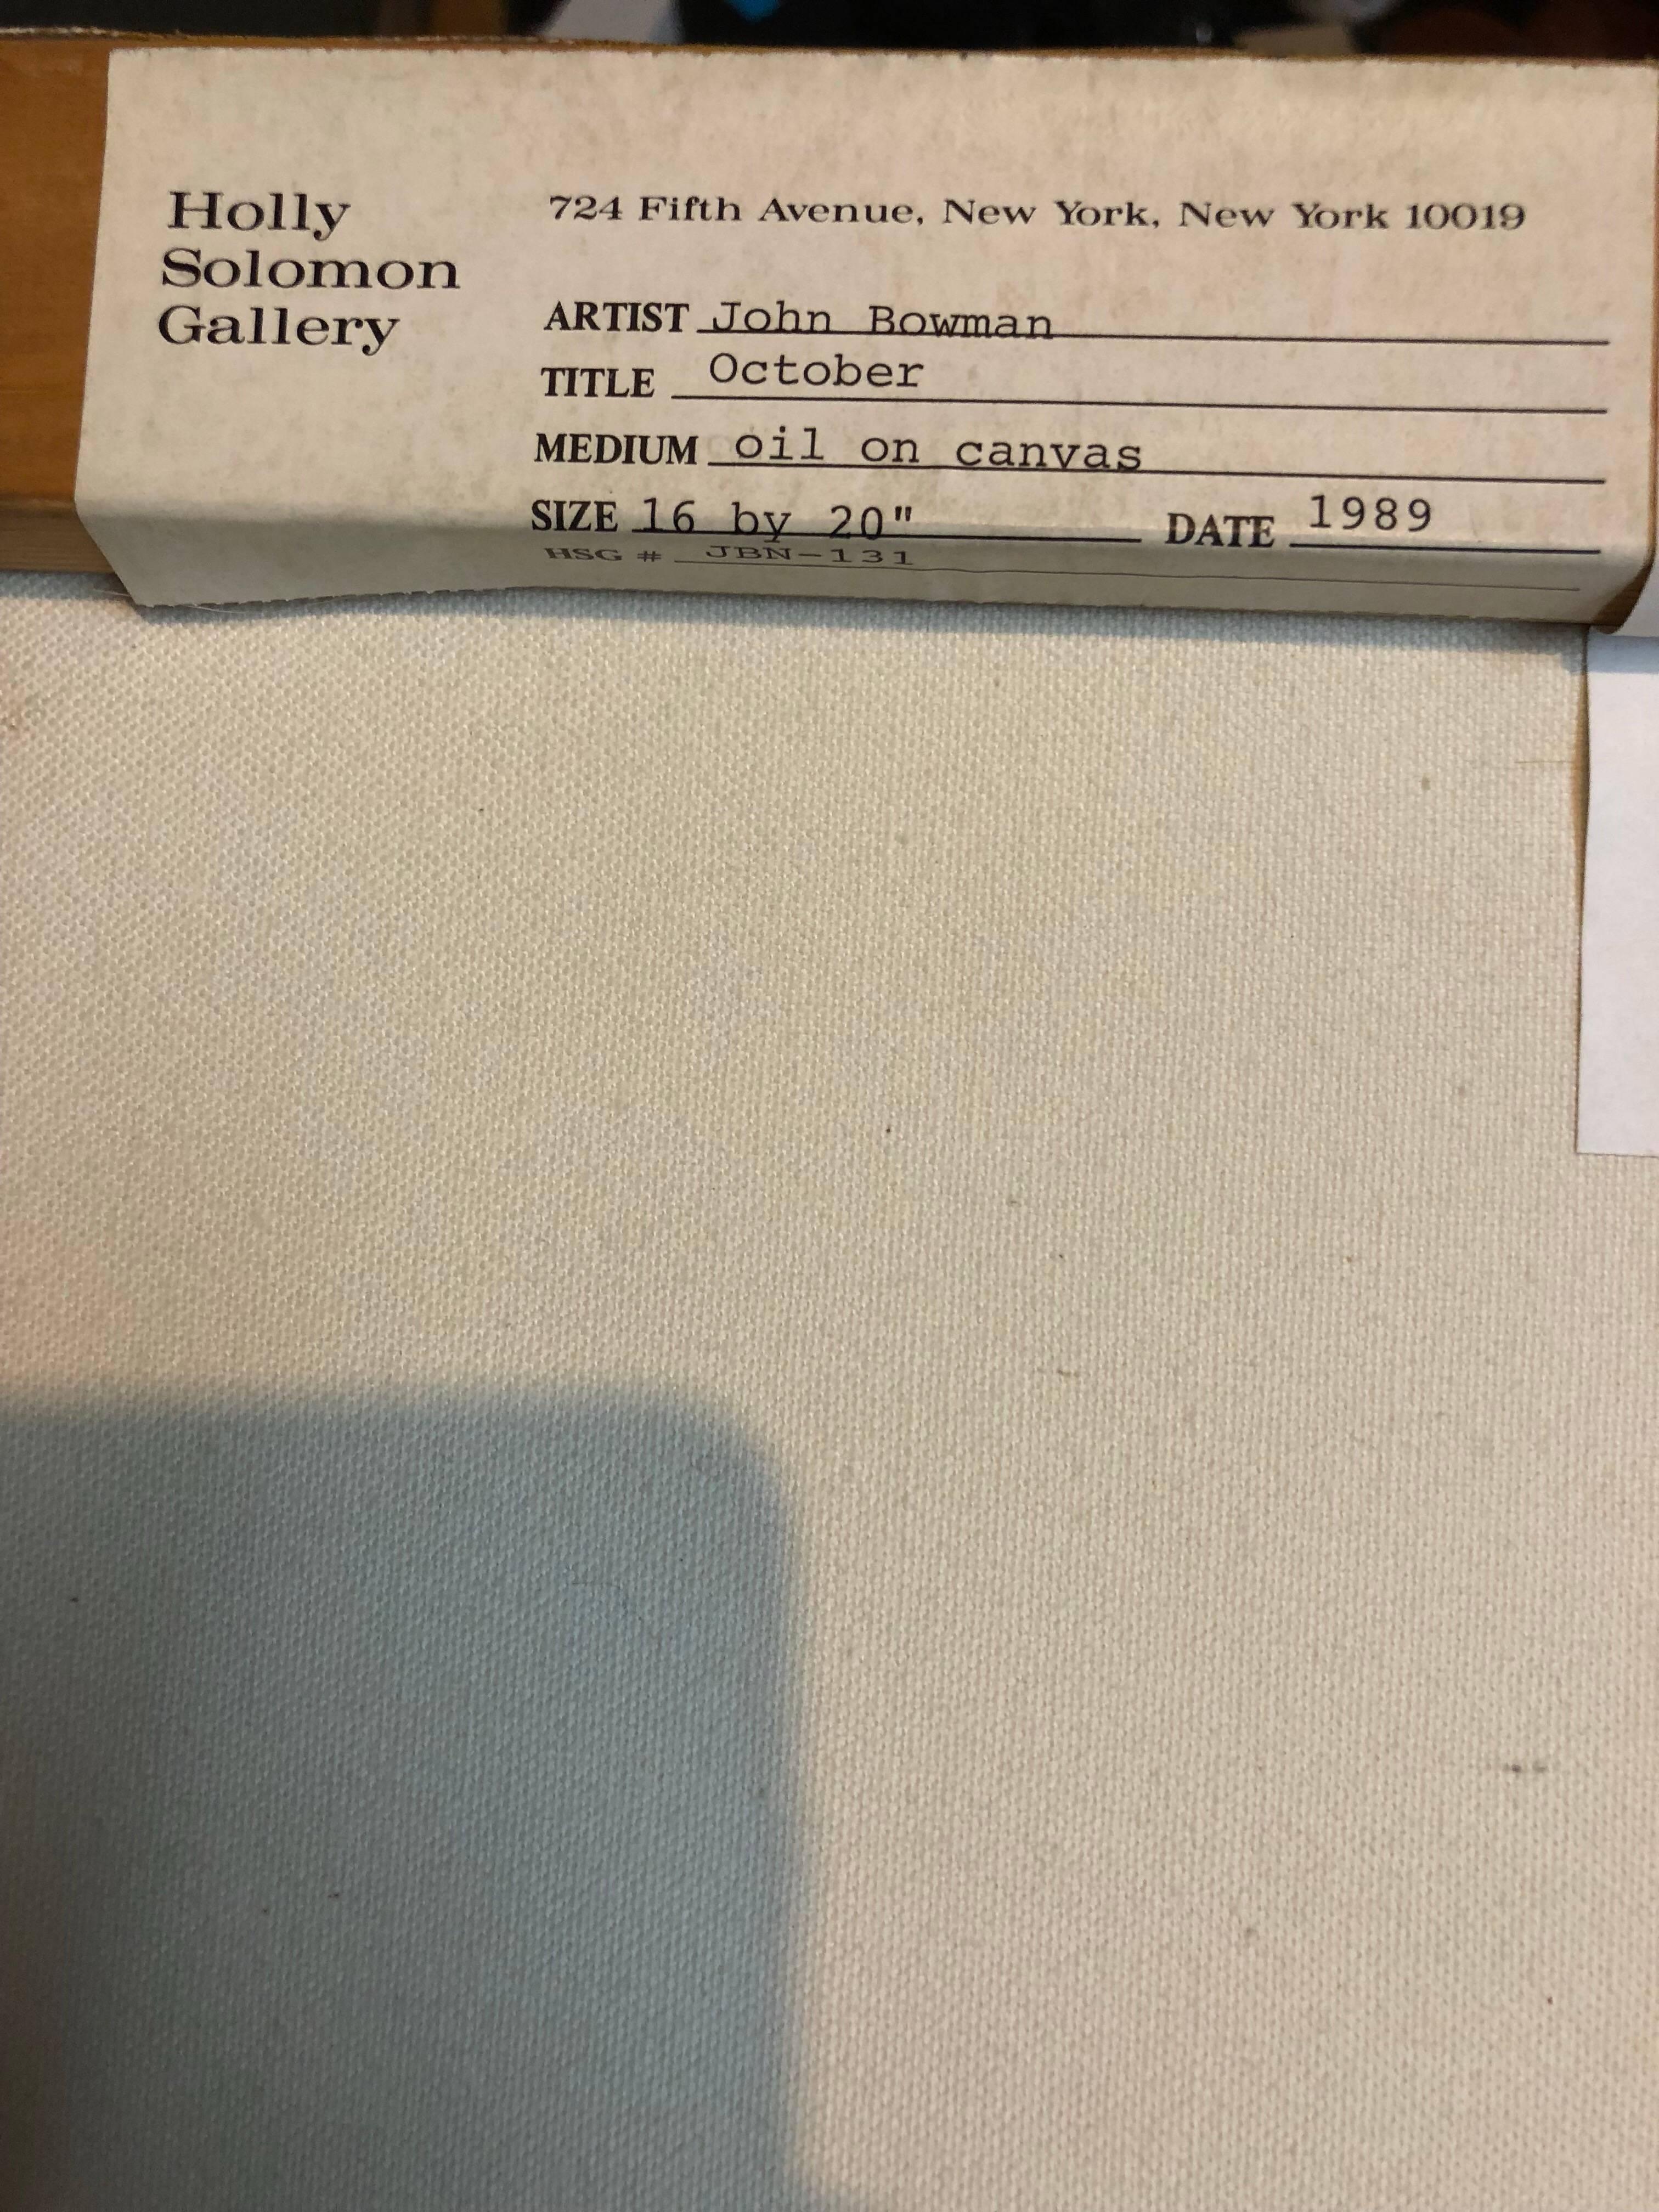 Holly
Solomon
Gallery
724 Fifth Avenue, New York, New York 10019
ARTIST John Bowman
TITLE October
MEDIUM oil on canvas
SIZE 16 by 20" DATE 1989
HSG # JBN-131